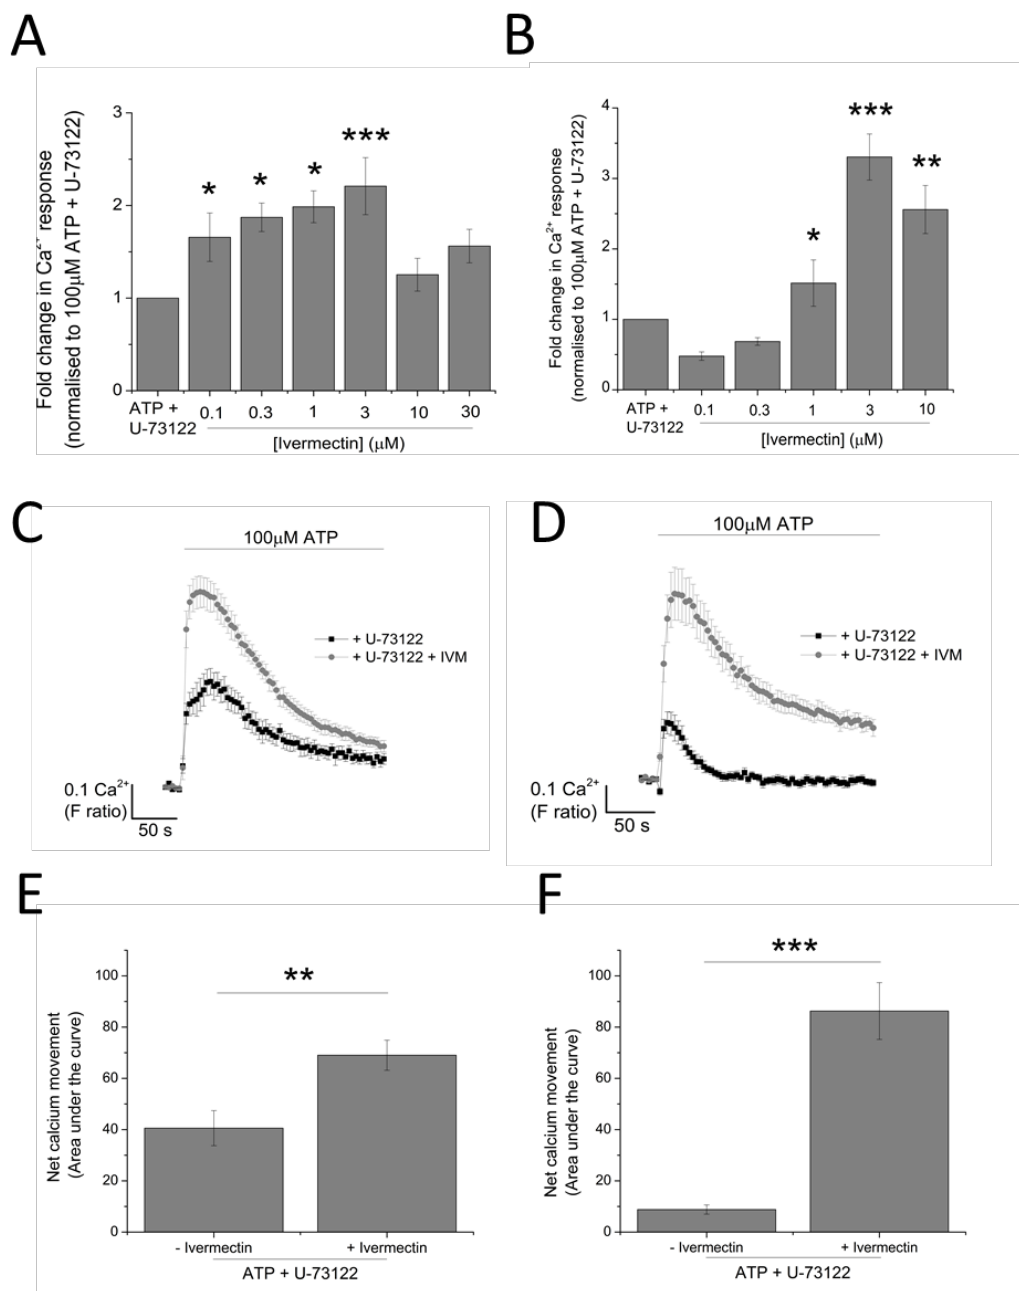 A
Fold change in Ca²⁺ response
(normalised to 100µM ATP + U-73122)
3
2
1
0
*
*
*
***
ATP +
U-73122
0.1
0.3
1
3
10
30
[Ivermectin] (µM)
B
Fold change in Ca²⁺ response
(normalised to 100µM ATP + U-73122)
4
3
2
1
0
*
***
**
ATP +
U-73122
0.1
0.3
1
3
10
[Ivermectin] (µM)
C
100µM ATP
+ U-73122
+ U-73122 + IVM
0.1 Ca²⁺
(F ratio)
50 s
D
100µM ATP
+ U-73122
+ U-73122 + IVM
0.1 Ca²⁺
(F ratio)
50 s
E
Net calcium movement
(Area under the curve)
100
80
60
40
20
0
**
- Ivermectin
+ Ivermectin
ATP + U-73122
F
Net calcium movement
(Area under the curve)
100
80
60
40
20
0
***
- Ivermectin
+ Ivermectin
ATP + U-73122